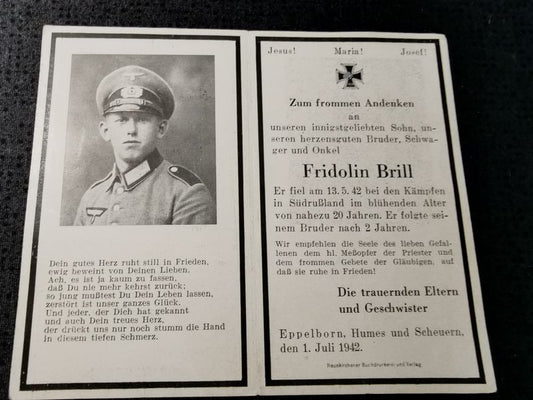 Dein gutes Herz ruht still in Frieden,
ewig beweint von Deinen Lieben.
Ach, es ist ja kaum zu fassen,
daß Du nie mehr kehrst zurück;
so jung mußtest Du Dein Leben lassen,
zerstört ist unser ganzes Glück.
Und jeder, der Dich hat gekannt
und auch Dein treues Herz,
der drückt uns nur noch stumm die Hand
in diesem tiefen Schmerz.
Jesus! Maria! Josef!
Zum frommen Andenken
an
unseren innigstgeliebten Sohn, un-
seren herzensguten Bruder, Schwa-
ger und Onkel
Fridolin Brill
Er fiel am 13. 5. 42 bei den Kämpfen
in Südrußland im blühenden Alter
von nahezu 20 Jahren. Er folgte sei-
nem Bruder nach 2 Jahren.
Wir empfehlen die Seele des lieben Gefal-
lenen dem hl. Meßopfer der Priester und
dem frommen Gebete der Gläubigen, auf
daß sie ruhe in Frieden!
Die trauernden Eltern
und Geschwister
Eppelborn, Humes und Scheuern,
den 1. Juli 1942.
Neunkirchener Buchdruckerei und Verlag